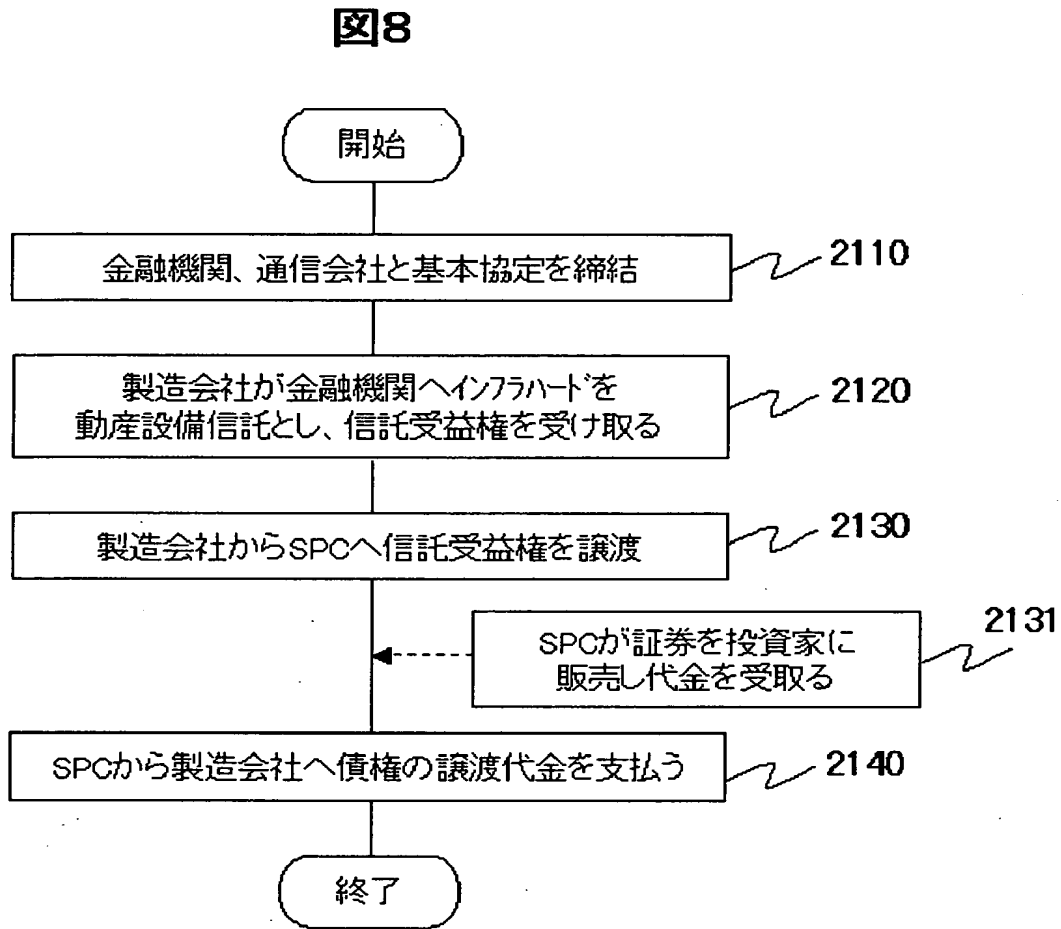 図8
開始
金融機関、通信会社と基本協定を締結
2110
製造会社が金融機関へインフラハードを
動産設備信託とし、信託受益権を受け取る
2120
製造会社からSPCへ信託受益権を譲渡
2130
SPCが証券を投資家に
販売し代金を受取る
2131
SPCから製造会社へ債権の譲渡代金を支払う
2140
終了